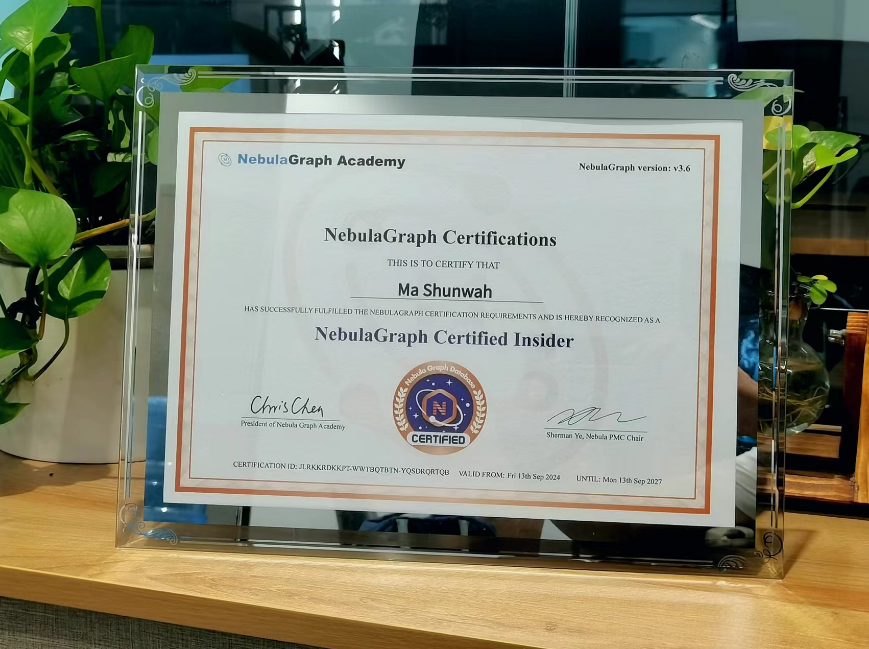 NebulaGraph Academy
NebulaGraph version: v3.6
NebulaGraph Certifications
THIS IS TO CERTIFY THAT
Ma Shunwah
HAS SUCCESSFULLY FULFILLED THE NEBULAGRAPH CERTIFICATION REQUIREMENTS AND IS HEREBY RECOGNIZED AS A
NebulaGraph Certified Insider
Nebula Graph Database
N
CERTIFIED
Chris Chen
President of Nebula Graph Academy
Sherman Ye, Nebula PMC Chair
CERTIFICATION ID: VALID FROM: Fri 13th Sep 2024 UNTIL: Mon 13th Sep 2027